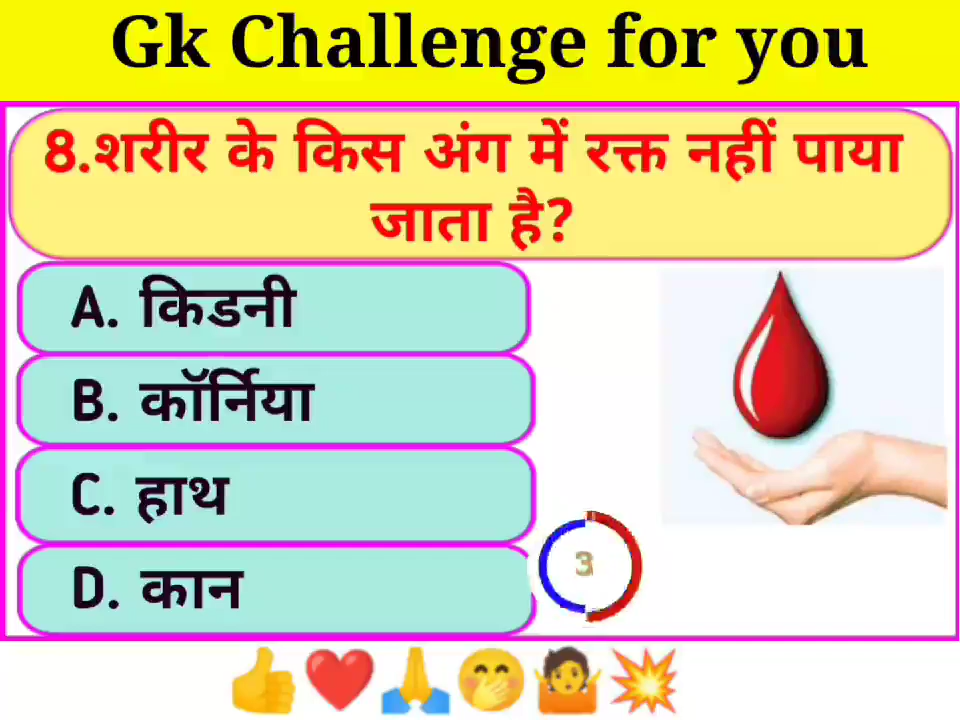 Gk Challenge for you
8.शरीर के किस अंग में रक्त नहीं पाया
जाता है?
A. किडनी
B. कॉर्निया
C. हाथ
D. कान
3